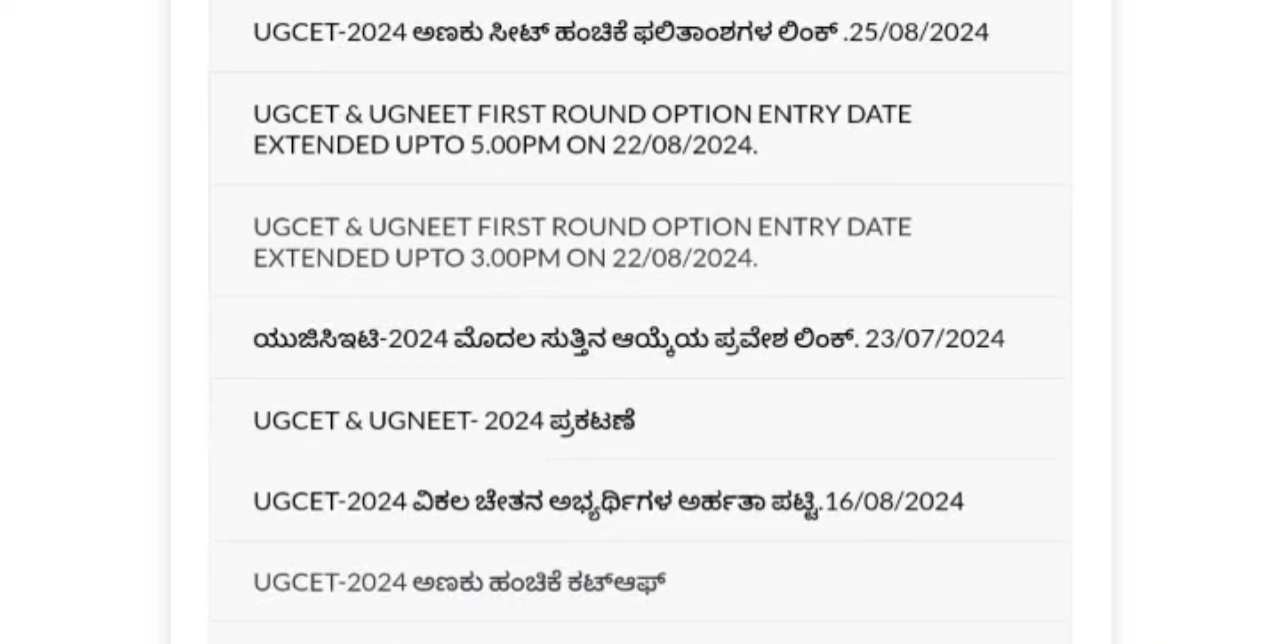 UGCET-2024 ಅಣಕು ಸೀಟ್ ಹಂಚಿಕೆ ಫಲಿತಾಂಶಗಳ ಲಿಂಕ್ .25/08/2024
UGCET & UGNEET FIRST ROUND OPTION ENTRY DATE
EXTENDED UPTO 5.00PM ON 22/08/2024.
UGCET & UGNEET FIRST ROUND OPTION ENTRY DATE
EXTENDED UPTO 3.00PM ON 22/08/2024.
ಯುಜಿಸಿಇಟಿ-2024 ಮೊದಲ ಸುತ್ತಿನ ಆಯ್ಕೆಯ ಪ್ರವೇಶ ಲಿಂಕ್. 23/07/2024
UGCET & UGNEET- 2024 ಪ್ರಕಟಣೆ
UGCET-2024 ವಿಕಲ ಚೇತನ ಅಭ್ಯರ್ಥಿಗಳ ಅರ್ಹತಾ ಪಟ್ಟಿ.16/08/2024
UGCET-2024 ಅಣಕು ಹಂಚಿಕೆ ಕಟ್ಆಫ್